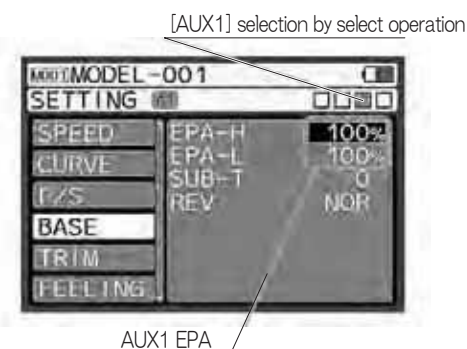 [AUX1] selection by select operation
MODEL-001
SETTING
SPEED EPA-H 100%
CURVE EPA-L 100%
F/S SUB-T 0
BASE REV NOR
TRIM
FEELING
AUX1 EPA